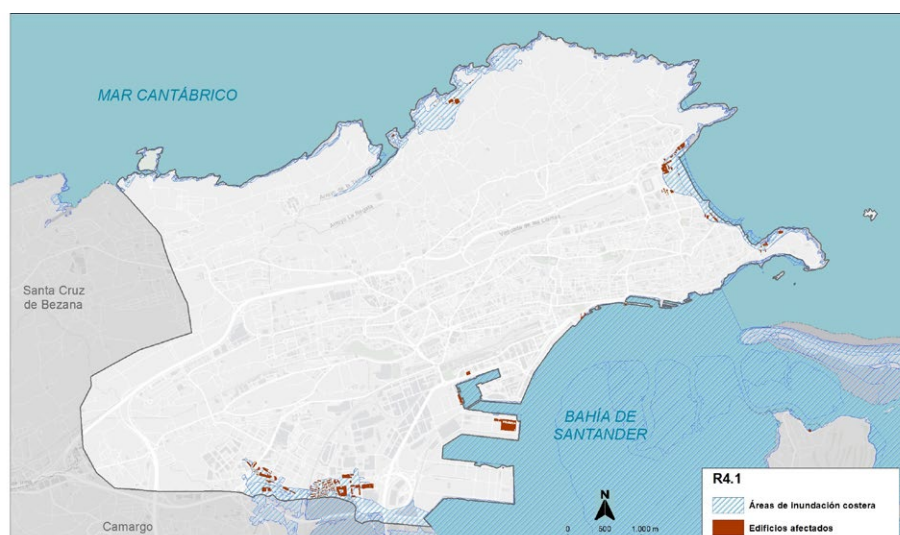 MAR CANTÁBRICO
Santa Cruz
de Bezana
BAHÍA DE
SANTANDER
Camargo
R4.1
Áreas de inundación costera
Edificios afectados
N
0 500 1.000 m